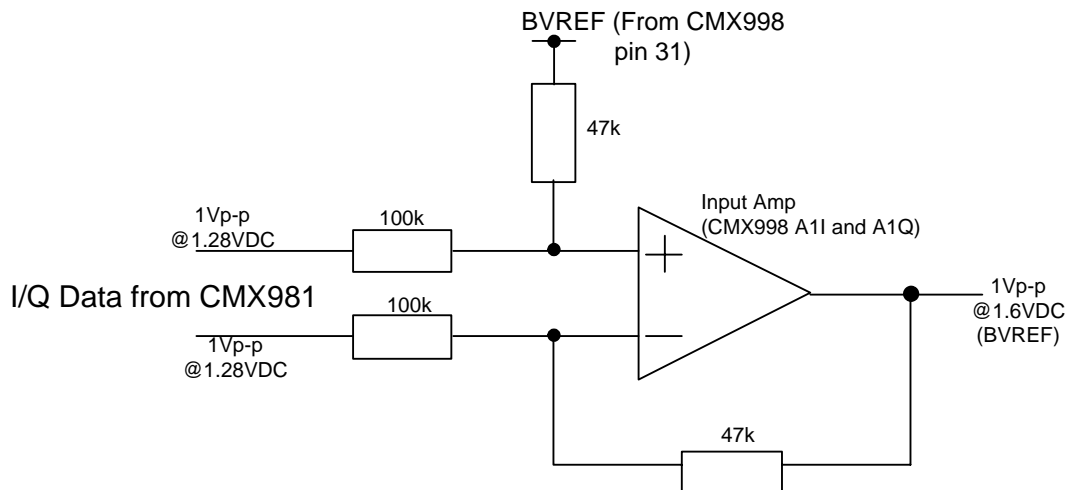 BVREF (From CMX998
pin 31)
47k
Input Amp
(CMX998 A1I and A1Q)
1Vp-p
@1.28VDC
100k
I/Q Data from CMX981
100k
1Vp-p
@1.28VDC
1Vp-p
@1.6VDC
(BVREF)
47k